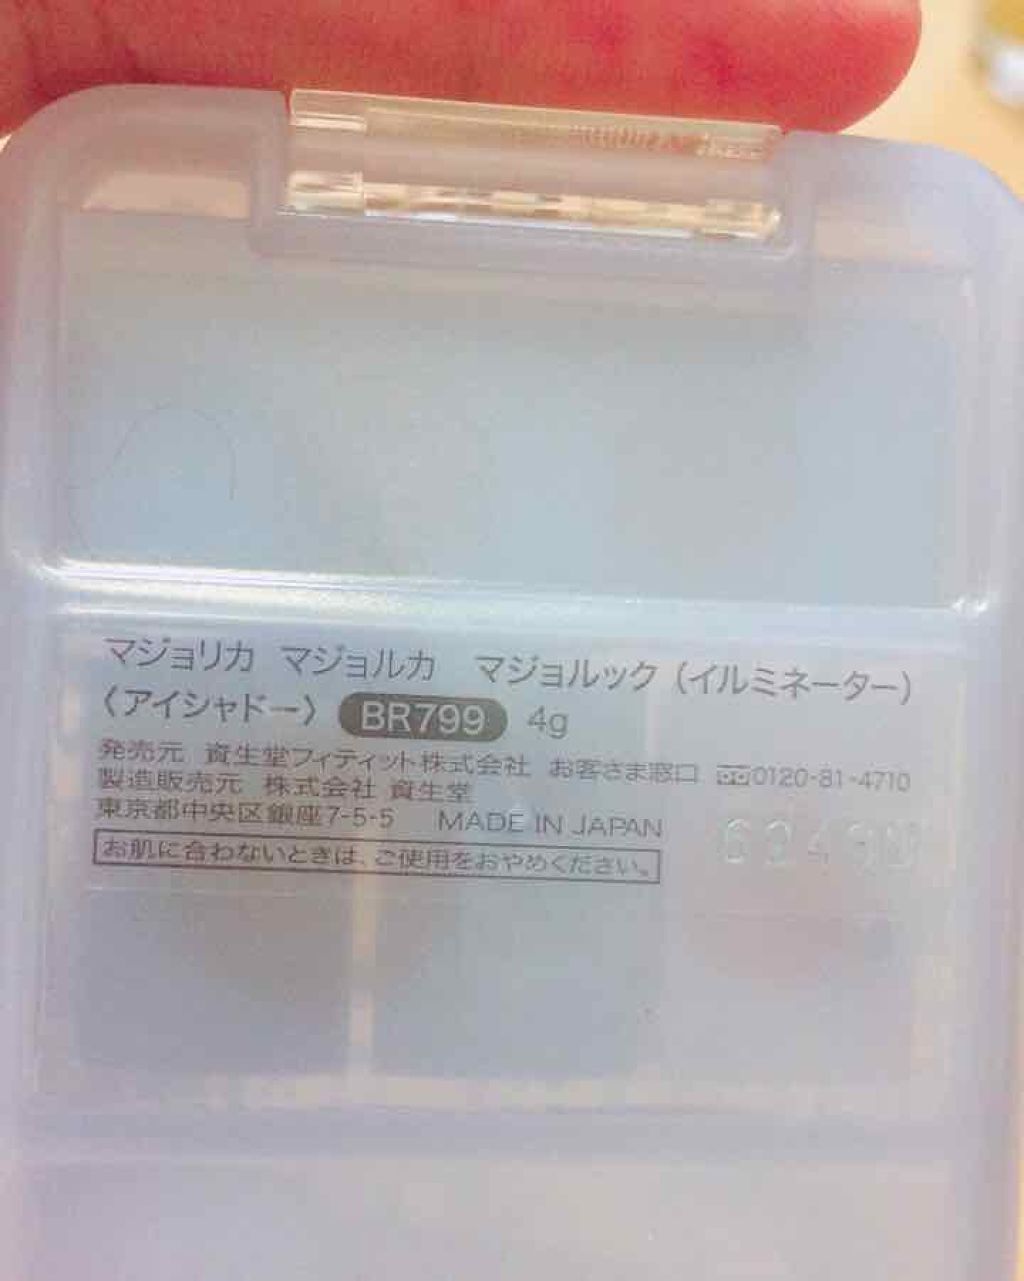 マジョリカ マジョルカ マジョルック（イルミネーター）
〈アイシャドー〉 BR799 4g
発売元 資生堂フィティット株式会社 お客さま窓口 0120-81-4710
製造販売元 株式会社 資生堂
東京都中央区銀座7-5-5 MADE IN JAPAN
お肌に合わないときは、ご使用をおやめください。